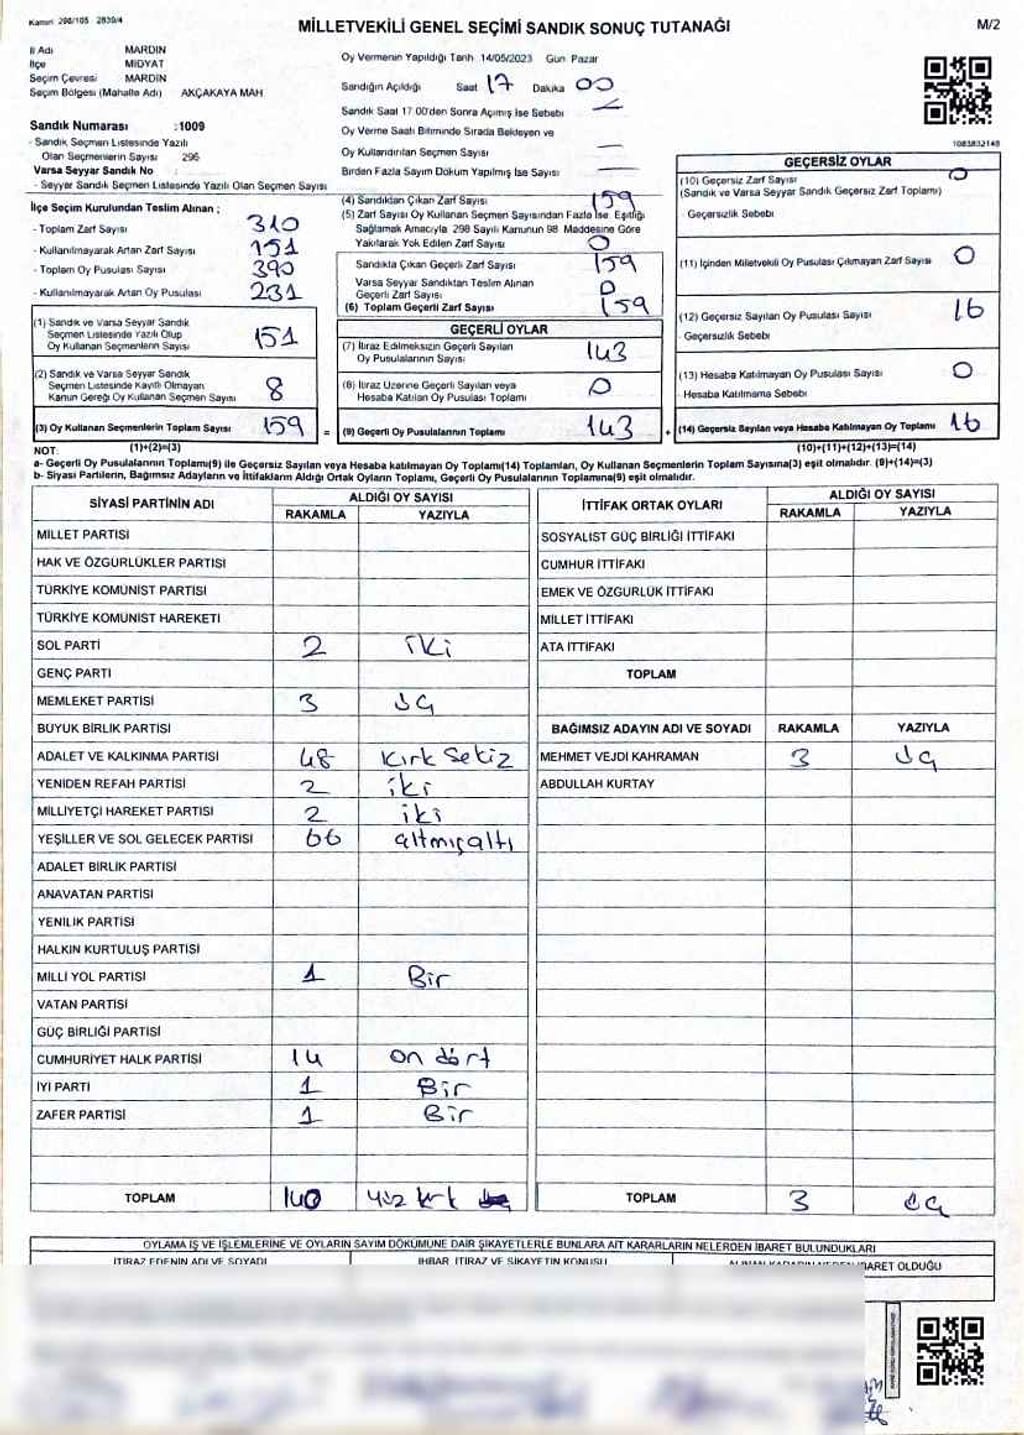 Kanun 298/105 2839/4
MİLLETVEKİLİ GENEL SEÇİMİ SANDIK SONUÇ TUTANAĞI
M/2
İl Adı MARDİN
İlçe MİDYAT
Seçim Çevresi MARDİN
Seçim Bölgesi (Mahalle Adı) AKÇAKAYA MAH.
Oy Vermenin Yapıldığı Tarih 14/05/2023 Gün Pazar
Sandığın Açıldığı Saat 17 Dakika 00
Sandık Saat 17.00'den Sonra Açılmış İse Sebebi —
Oy Verme Saati Bitiminde Sırada Bekleyen ve
Oy Kullandırılan Seçmen Sayısı —
Birden Fazla Sayım Döküm Yapılmış İse Sayısı —
Sandık Numarası :1009
- Sandık Seçmen Listesinde Yazılı
Olan Seçmenlerin Sayısı 296
Varsa Seyyar Sandık No :
- Seyyar Sandık Seçmen Listesinde Yazılı Olan Seçmen Sayısı
1083832148
İlçe Seçim Kurulundan Teslim Alınan ;
- Toplam Zarf Sayısı 310
- Kullanılmayarak Artan Zarf Sayısı 151
- Toplam Oy Pusulası Sayısı 390
- Kullanılmayarak Artan Oy Pusulası 231
(1) Sandık ve Varsa Seyyar Sandık
Seçmen Listesinde Yazılı Olup
Oy Kullanan Seçmenlerin Sayısı 151
(2) Sandık ve Varsa Seyyar Sandık
Seçmen Listesinde Kayıtlı Olmayan
Kanun Gereği Oy Kullanan Seçmen Sayısı 8
(3) Oy Kullanan Seçmenlerin Toplam Sayısı 159
(1)+(2)=(3)
(4) Sandıktan Çıkan Zarf Sayısı 159
(5) Zarf Sayısı Oy Kullanan Seçmen Sayısından Fazla İse, Eşitliği
Sağlamak Amacıyla 298 Sayılı Kanunun 98. Maddesine Göre
Yakılarak Yok Edilen Zarf Sayısı 0
Sandıkta Çıkan Geçerli Zarf Sayısı 159
Varsa Seyyar Sandıktan Teslim Alınan
Geçerli Zarf Sayısı 0
(6) Toplam Geçerli Zarf Sayısı 159
GEÇERLİ OYLAR
(7) İtiraz Edilmeksizin Geçerli Sayılan
Oy Pusulalarının Sayısı 143
(8) İtiraz Üzerine Geçerli Sayılan veya
Hesaba Katılan Oy Pusulası Toplamı 0
= (9) Geçerli Oy Pusulalarının Toplamı 143 +
GEÇERSİZ OYLAR
(10) Geçersiz Zarf Sayısı 0
(Sandık ve Varsa Seyyar Sandık Geçersiz Zarf Toplamı)
- Geçersizlik Sebebi
(11) İçinden Milletvekili Oy Pusulası Çıkmayan Zarf Sayısı 0
(12) Geçersiz Sayılan Oy Pusulası Sayısı 16
- Geçersizlik Sebebi
(13) Hesaba Katılmayan Oy Pusulası Sayısı 0
- Hesaba Katılmama Sebebi
(14) Geçersiz Sayılan veya Hesaba Katılmayan Oy Toplamı 16
(10)+(11)+(12)+(13)=(14)
NOT:
a- Geçerli Oy Pusulalarının Toplamı(9) ile Geçersiz Sayılan veya Hesaba katılmayan Oy Toplamı(14) Toplamları, Oy Kullanan Seçmenlerin Toplam Sayısına(3) eşit olmalıdır. (9)+(14)=(3)
b- Siyasi Partilerin, Bağımsız Adayların ve İttifakların Aldığı Ortak Oyların Toplamı, Geçerli Oy Pusulalarının Toplamına(9) eşit olmalıdır.
SİYASİ PARTİNİN ADI ALDIĞI OY SAYISI
RAKAMLA YAZIYLA
MİLLET PARTİSİ
HAK VE ÖZGÜRLÜKLER PARTİSİ
TÜRKİYE KOMÜNİST PARTİSİ
TÜRKİYE KOMÜNİST HAREKETİ
SOL PARTİ 2 iki
GENÇ PARTİ
MEMLEKET PARTİSİ 3 üç
BÜYÜK BİRLİK PARTİSİ
ADALET VE KALKINMA PARTİSİ 48 Kırk Sekiz
YENİDEN REFAH PARTİSİ 2 iki
MİLLİYETÇİ HAREKET PARTİSİ 2 iki
YEŞİLLER VE SOL GELECEK PARTİSİ 66 altmışaltı
ADALET BİRLİK PARTİSİ
ANAVATAN PARTİSİ
YENİLİK PARTİSİ
HALKIN KURTULUŞ PARTİSİ
MİLLİ YOL PARTİSİ 1 Bir
VATAN PARTİSİ
GÜÇ BİRLİĞİ PARTİSİ
CUMHURİYET HALK PARTİSİ 14 on dört
İYİ PARTİ 1 Bir
ZAFER PARTİSİ 1 Bir
TOPLAM 140 yüz kırk
İTTİFAK ORTAK OYLARI ALDIĞI OY SAYISI
RAKAMLA YAZIYLA
SOSYALİST GÜÇ BİRLİĞİ İTTİFAKI
CUMHUR İTTİFAKI
EMEK VE ÖZGÜRLÜK İTTİFAKI
MİLLET İTTİFAKI
ATA İTTİFAKI
TOPLAM
BAĞIMSIZ ADAYIN ADI VE SOYADI RAKAMLA YAZIYLA
MEHMET VEJDİ KAHRAMAN 3 üç
ABDULLAH KURTAY
TOPLAM 3 üç
OYLAMA İŞ VE İŞLEMLERİNE VE OYLARIN SAYIM DÖKÜMÜNE DAİR ŞİKAYETLERLE BUNLARA AİT KARARLARIN NELERDEN İBARET BULUNDUKLARI
İTİRAZ EDENİN ADI VE SOYADI İHBAR, İTİRAZ VE ŞİKAYETİN KONUSU OLDUĞU